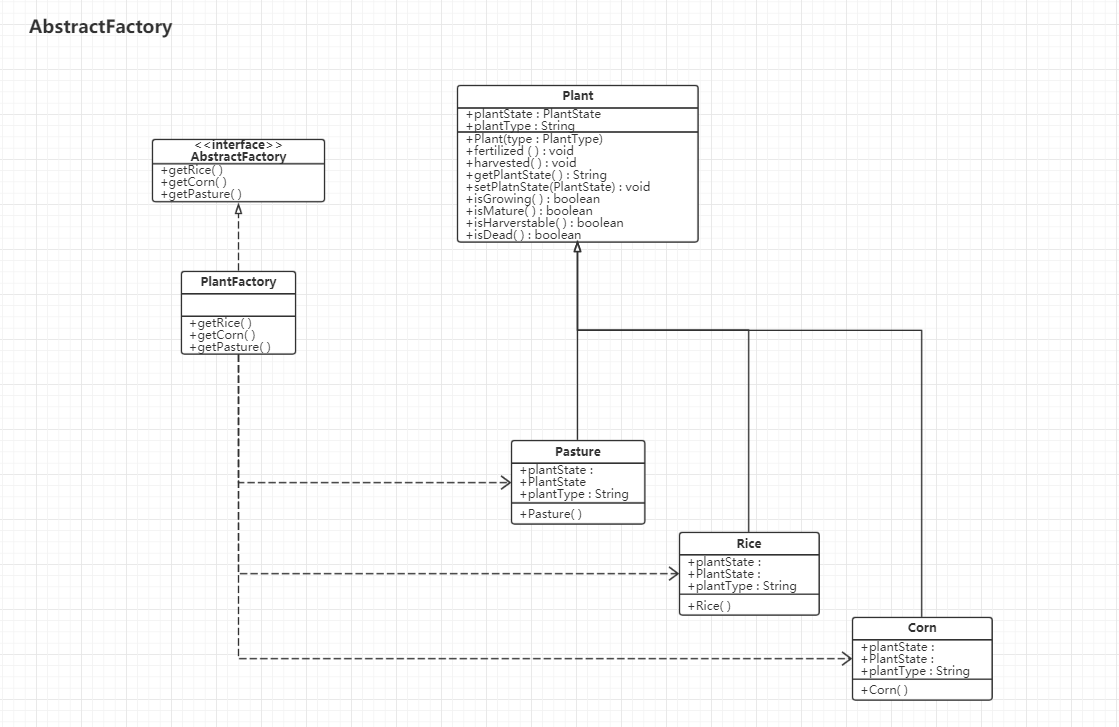 AbstractFactory
Plant
+plantState : PlantState
+plantType : String
+Plant(type : PlantType)
+fertilized ( ) : void
+harvested( ) : void
+getPlantState( ) : String
+setPlatnState(PlantState) : void
+isGrowing( ) : boolean
+isMature( ) : boolean
+isHarverstable( ) : boolean
+isDead( ) : boolean
<<interface>>
AbstractFactory
+getRice( )
+getCorn( )
+getPasture( )
PlantFactory
+getRice( )
+getCorn( )
+getPasture( )
Pasture
+plantState :
+PlantState
+plantType : String
+Pasture( )
Rice
+plantState :
+PlantState :
+plantType : String
+Rice( )
Corn
+plantState :
+PlantState :
+plantType : String
+Corn( )